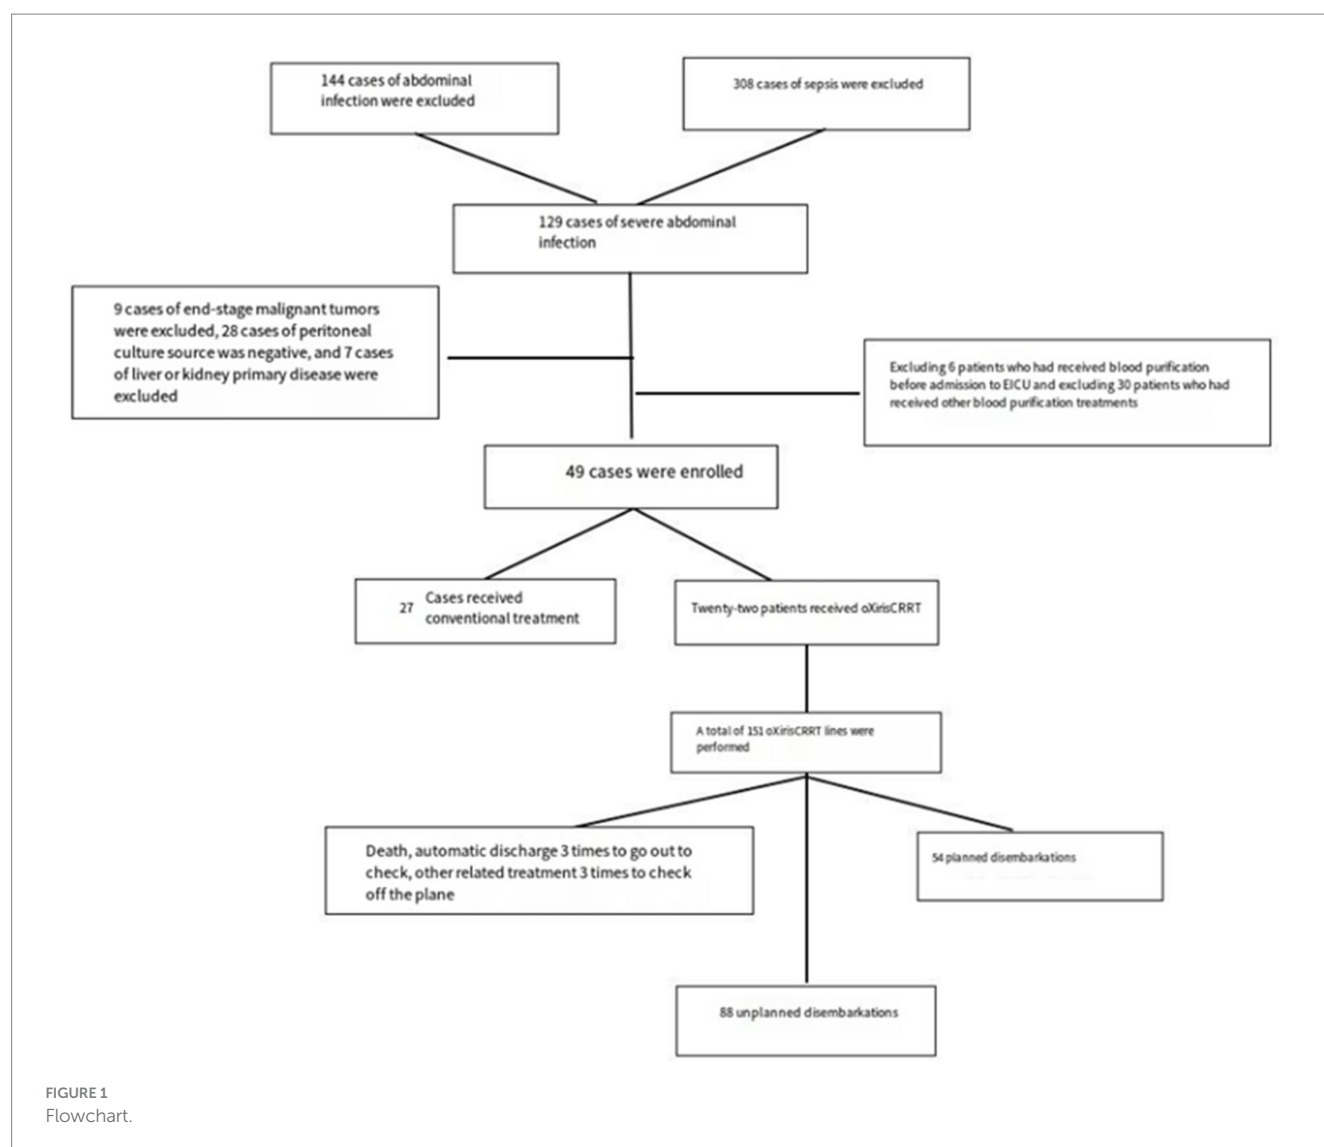 144 cases of abdominal
infection were excluded
308 cases of sepsis were excluded
129 cases of severe abdominal
infection
9 cases of end-stage malignant tumors
were excluded, 28 cases of peritoneal
culture source was negative, and 7 cases
of liver or kidney primary disease were
excluded
Excluding 6 patients who had received blood purification
before admission to EICU and excluding 30 patients who had
received other blood purification treatments
49 cases were enrolled
27 Cases received
conventional treatment
Twenty-two patients received oXirisCRRT
A total of 151 oXirisCRRT lines were
performed
Death, automatic discharge 3 times to go out to
check, other related treatment 3 times to check
off the plane
54 planned disembarkations
88 unplanned disembarkations
FIGURE 1
Flowchart.